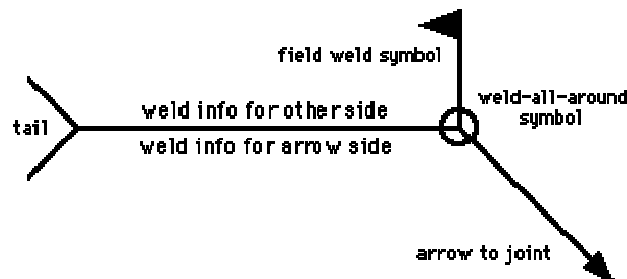 field weld symbol
weld-all-around
symbol
weld info for other side
tail
weld info for arrow side
arrow to joint